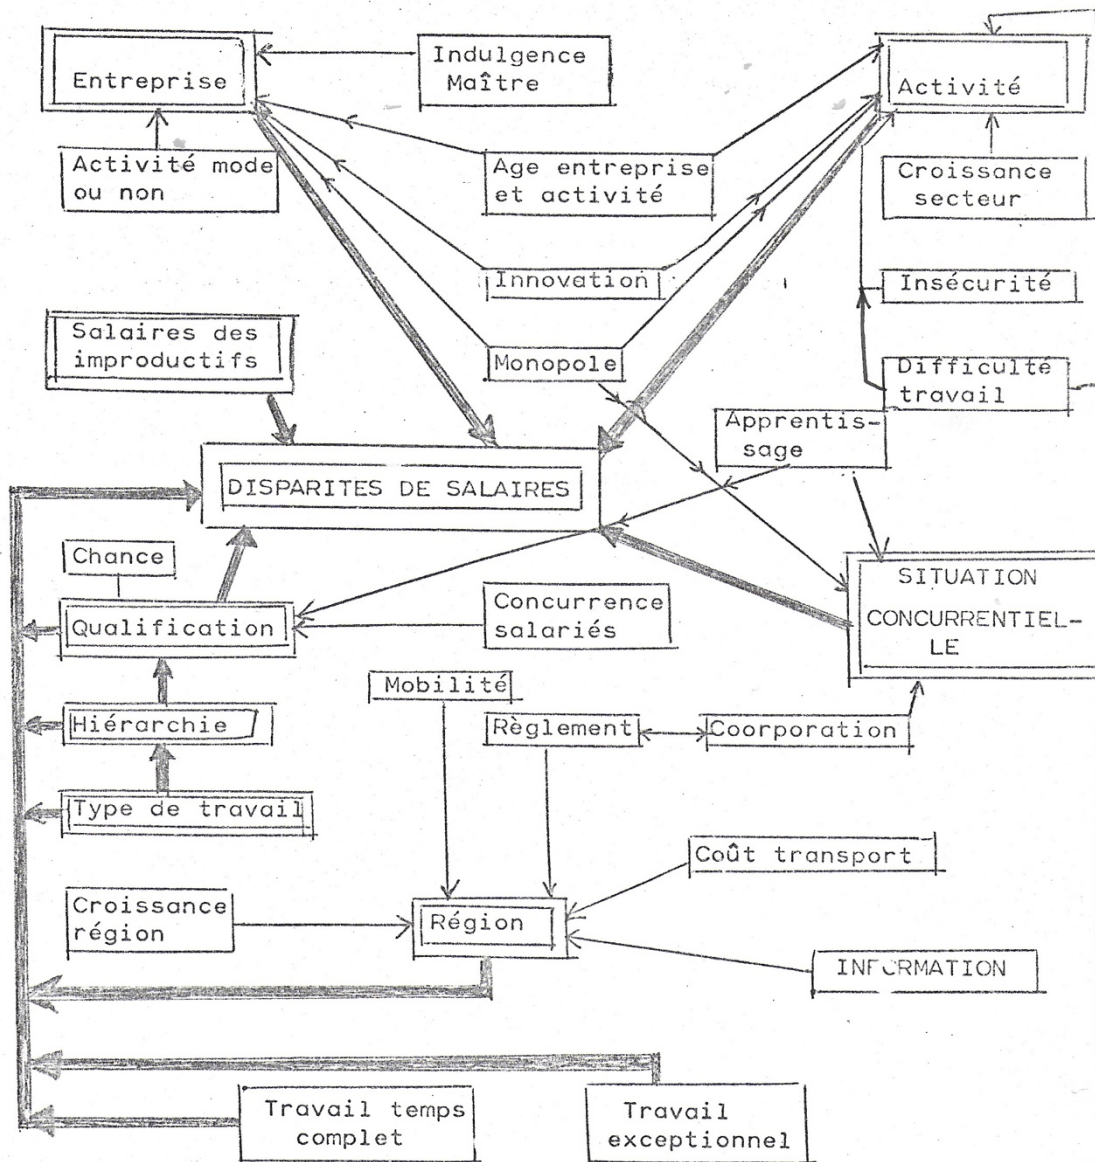 Entreprise
Indulgence
Maître
Activité
Activité mode
ou non
Age entreprise
et activité
Croissance
secteur
Innovation
Insécurité
Salaires des
improductifs
Monopole
Difficulté
travail
Apprentis-
sage
DISPARITES DE SALAIRES
Chance
Qualification
Concurrence
salariés
SITUATION
CONCURRENTIEL-
LE
Mobilité
Hiérarchie
Règlement
Coorporation
Type de travail
Coût transport
Croissance
région
Région
INFORMATION
Travail temps
complet
Travail
exceptionnel